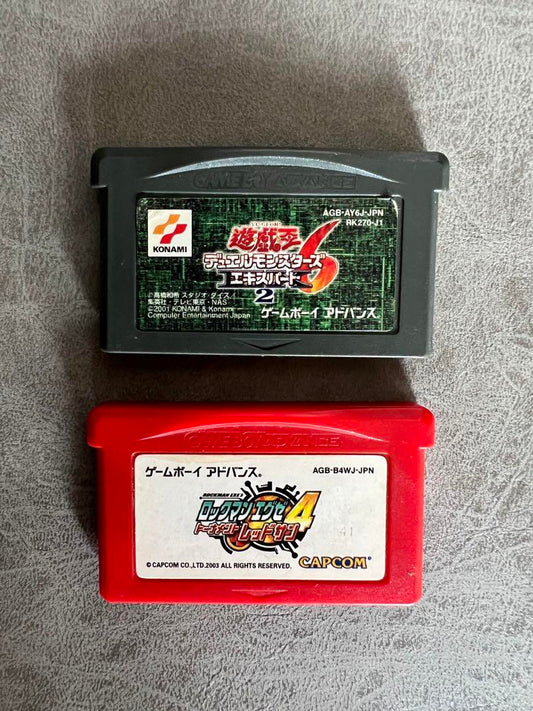 GAME BOY ADVANCE
KONAMI
AGB-AY6J-JPN
RK270-J1
遊戯王
デュエルモンスターズ
6
エキスパート
2
ゲームボーイ アドバンス
©高橋和希 スタジオ・ダイス/
集英社・テレビ東京・NAS
©2001 KONAMI & Konami
Computer Entertainment Japan
GAME BOY ADVANCE
ゲームボーイ アドバンス®
AGB-B4WJ-JPN
ロックマン エグゼ
4
トーナメント レッドサン
CAPCOM
© CAPCOM CO.,LTD.2003 ALL RIGHTS RESERVED.